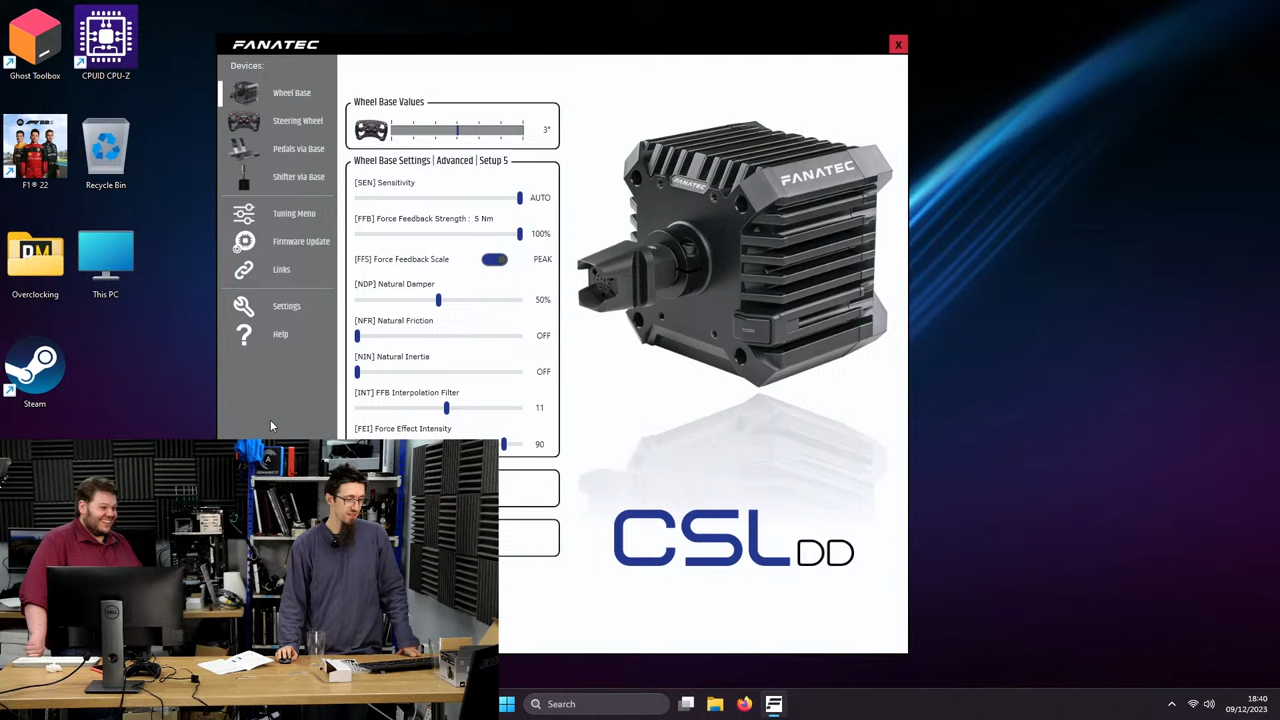 Ghost Toolbox
CPUID CPU-Z
F1® 22
Recycle Bin
DM
Overclocking
This PC
Steam
FANATEC
X
Devices:
Wheel Base
Steering Wheel
Pedals via Base
Shifter via Base
Tuning Menu
Firmware Update
Links
Settings
Help
Wheel Base Values
3°
Wheel Base Settings | Advanced | Setup 5
[SEN] Sensitivity
AUTO
[FFB] Force Feedback Strength : 5 Nm
100%
[FFS] Force Feedback Scale
PEAK
[NDP] Natural Damper
50%
[NFR] Natural Friction
OFF
[NIN] Natural Inertia
OFF
[INT] FFB Interpolation Filter
11
[FEI] Force Effect Intensity
90
FANATEC
FANATEC
CSL DD
DELL
Search
18:40
09/12/2023